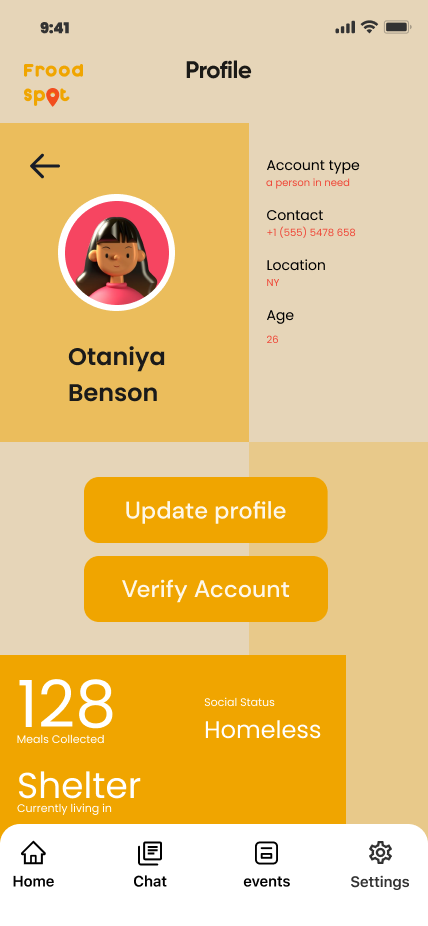 9:41
Frood
Spot
Profile
Account type
a person in need
Contact
+1 (555) 5478 658
Location
NY
Age
26
Otaniya
Benson
Update profile
Verify Account
128
Meals Collected
Social Status
Homeless
Shelter
Currently living in
Home
Chat
events
Settings